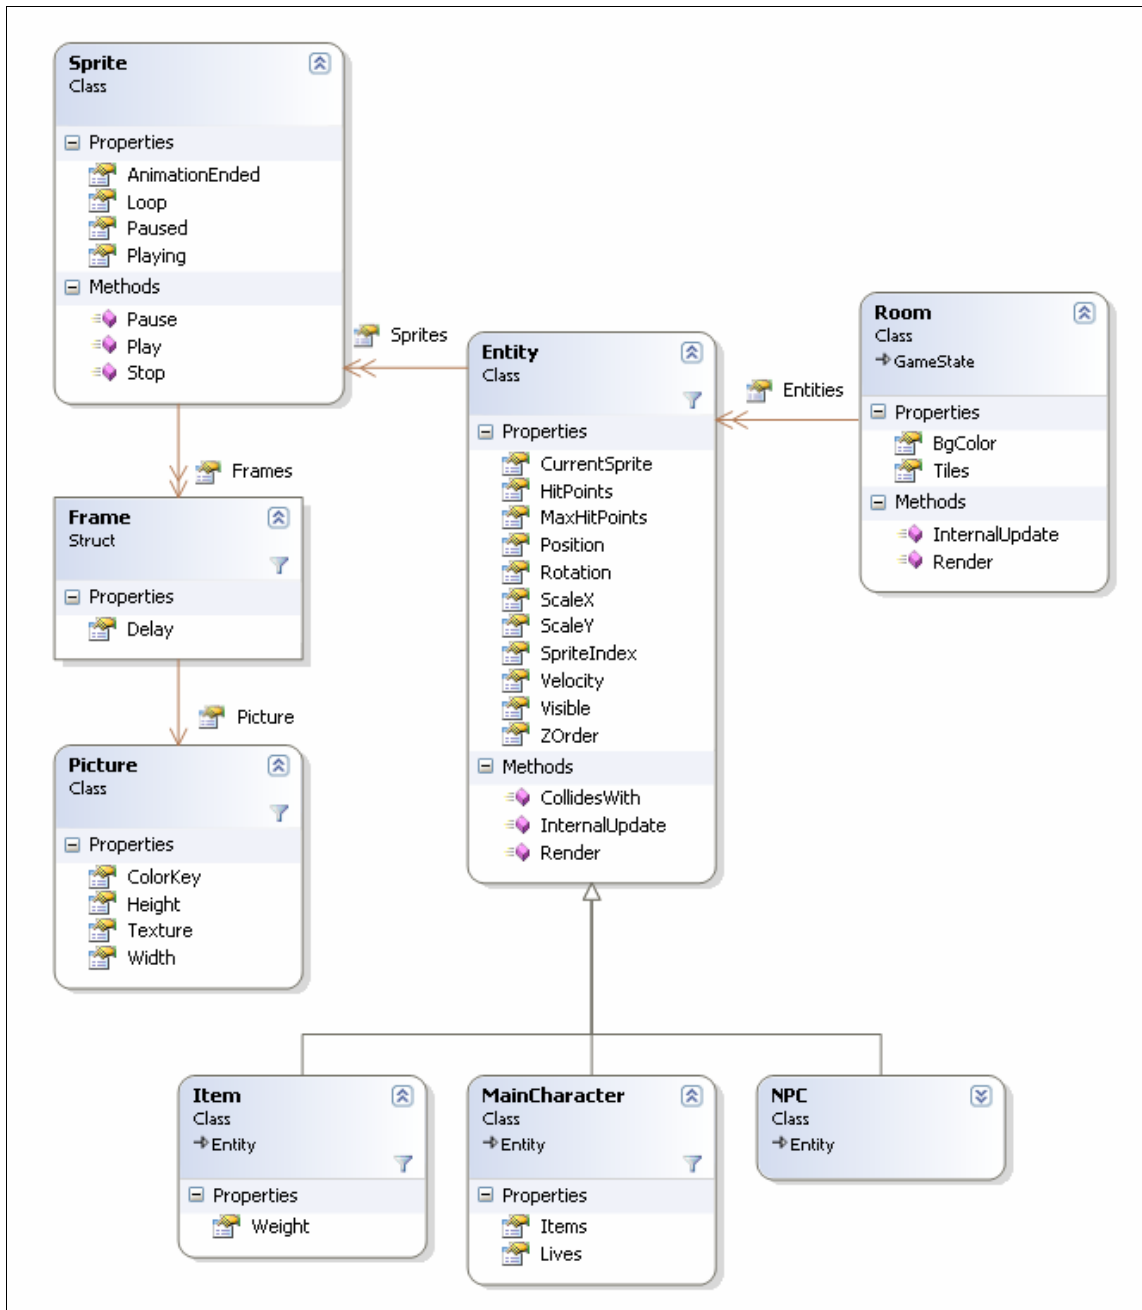 Sprite
Class
Properties
AnimationEnded
Loop
Paused
Playing
Methods
Pause
Play
Stop
Sprites
Frames
Frame
Struct
Properties
Delay
Picture
Picture
Class
Properties
ColorKey
Height
Texture
Width
Entity
Class
Properties
CurrentSprite
HitPoints
MaxHitPoints
Position
Rotation
ScaleX
ScaleY
SpriteIndex
Velocity
Visible
ZOrder
Methods
CollidesWith
InternalUpdate
Render
Entities
Room
Class
GameState
Properties
BgColor
Tiles
Methods
InternalUpdate
Render
Item
Class
Entity
Properties
Weight
MainCharacter
Class
Entity
Properties
Items
Lives
NPC
Class
Entity